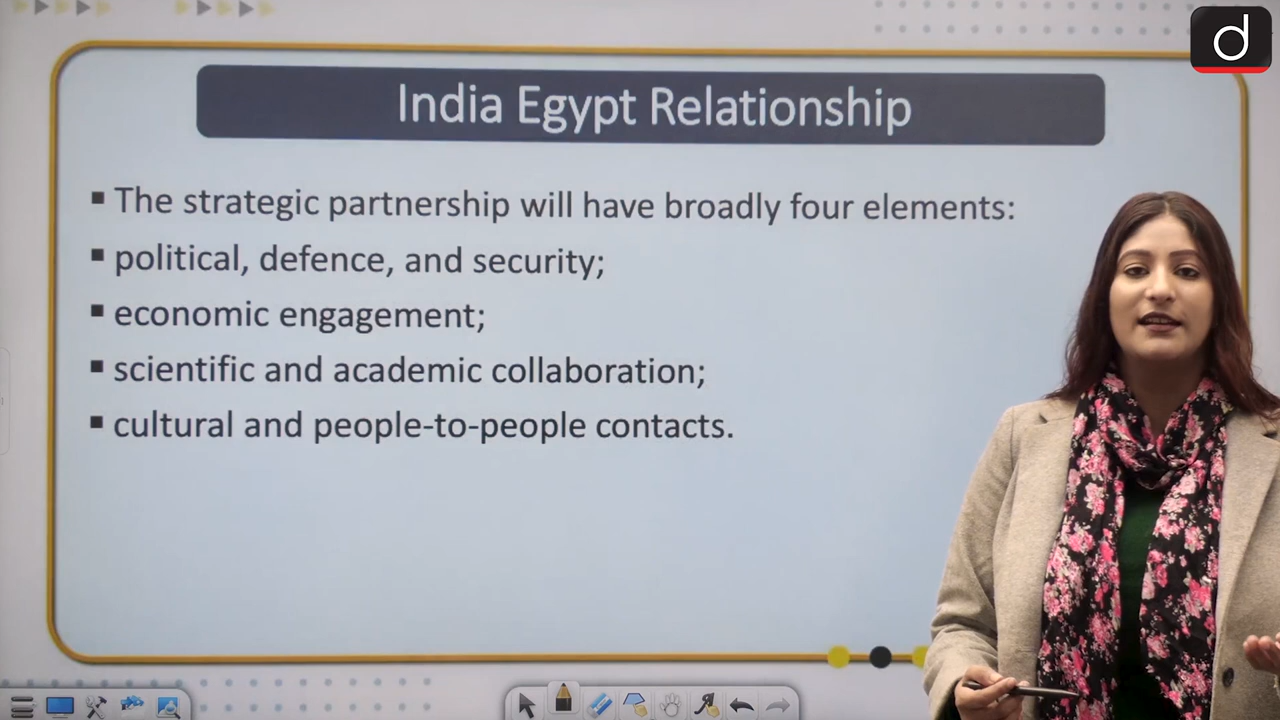 d
India Egypt Relationship
▪ The strategic partnership will have broadly four elements:
▪ political, defence, and security;
▪ economic engagement;
▪ scientific and academic collaboration;
▪ cultural and people-to-people contacts.